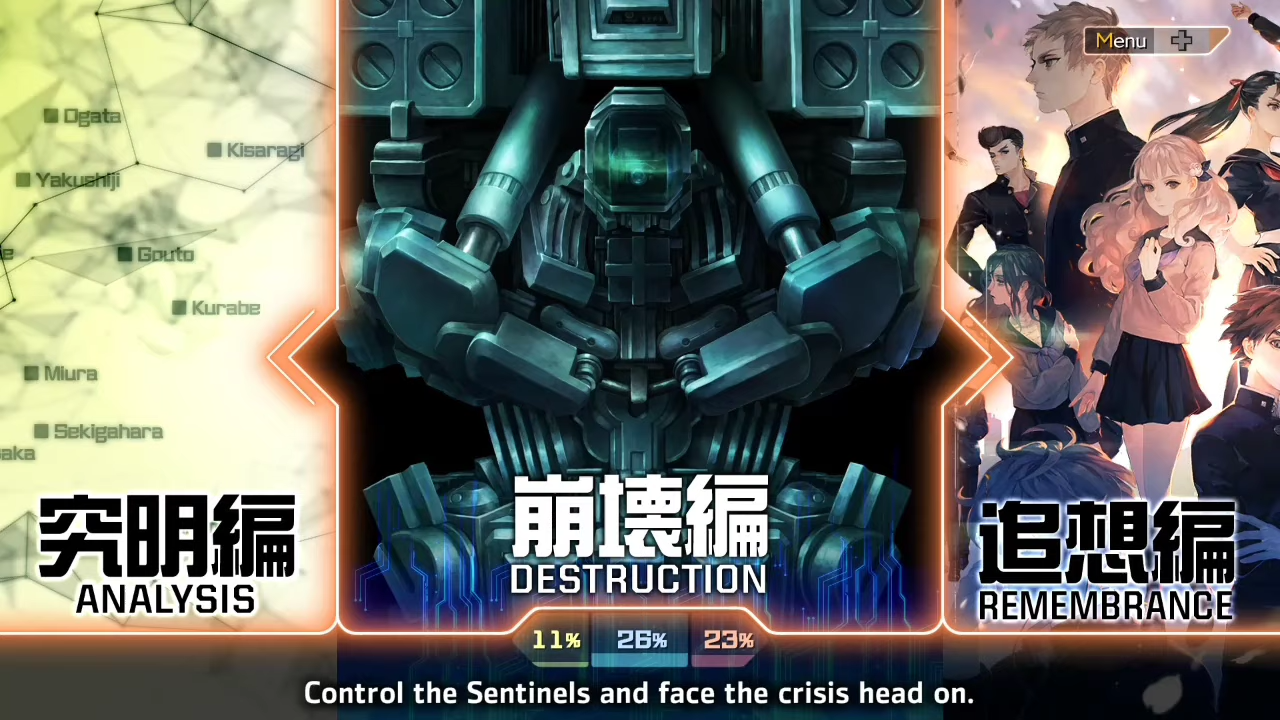 Menu
Ogata
Kisaragi
Yakushiji
Gouto
Kurabe
Miura
Sekigahara
究明編
ANALYSIS
崩壊編
DESTRUCTION
追想編
REMEMBRANCE
11% 26% 23%
Control the Sentinels and face the crisis head on.